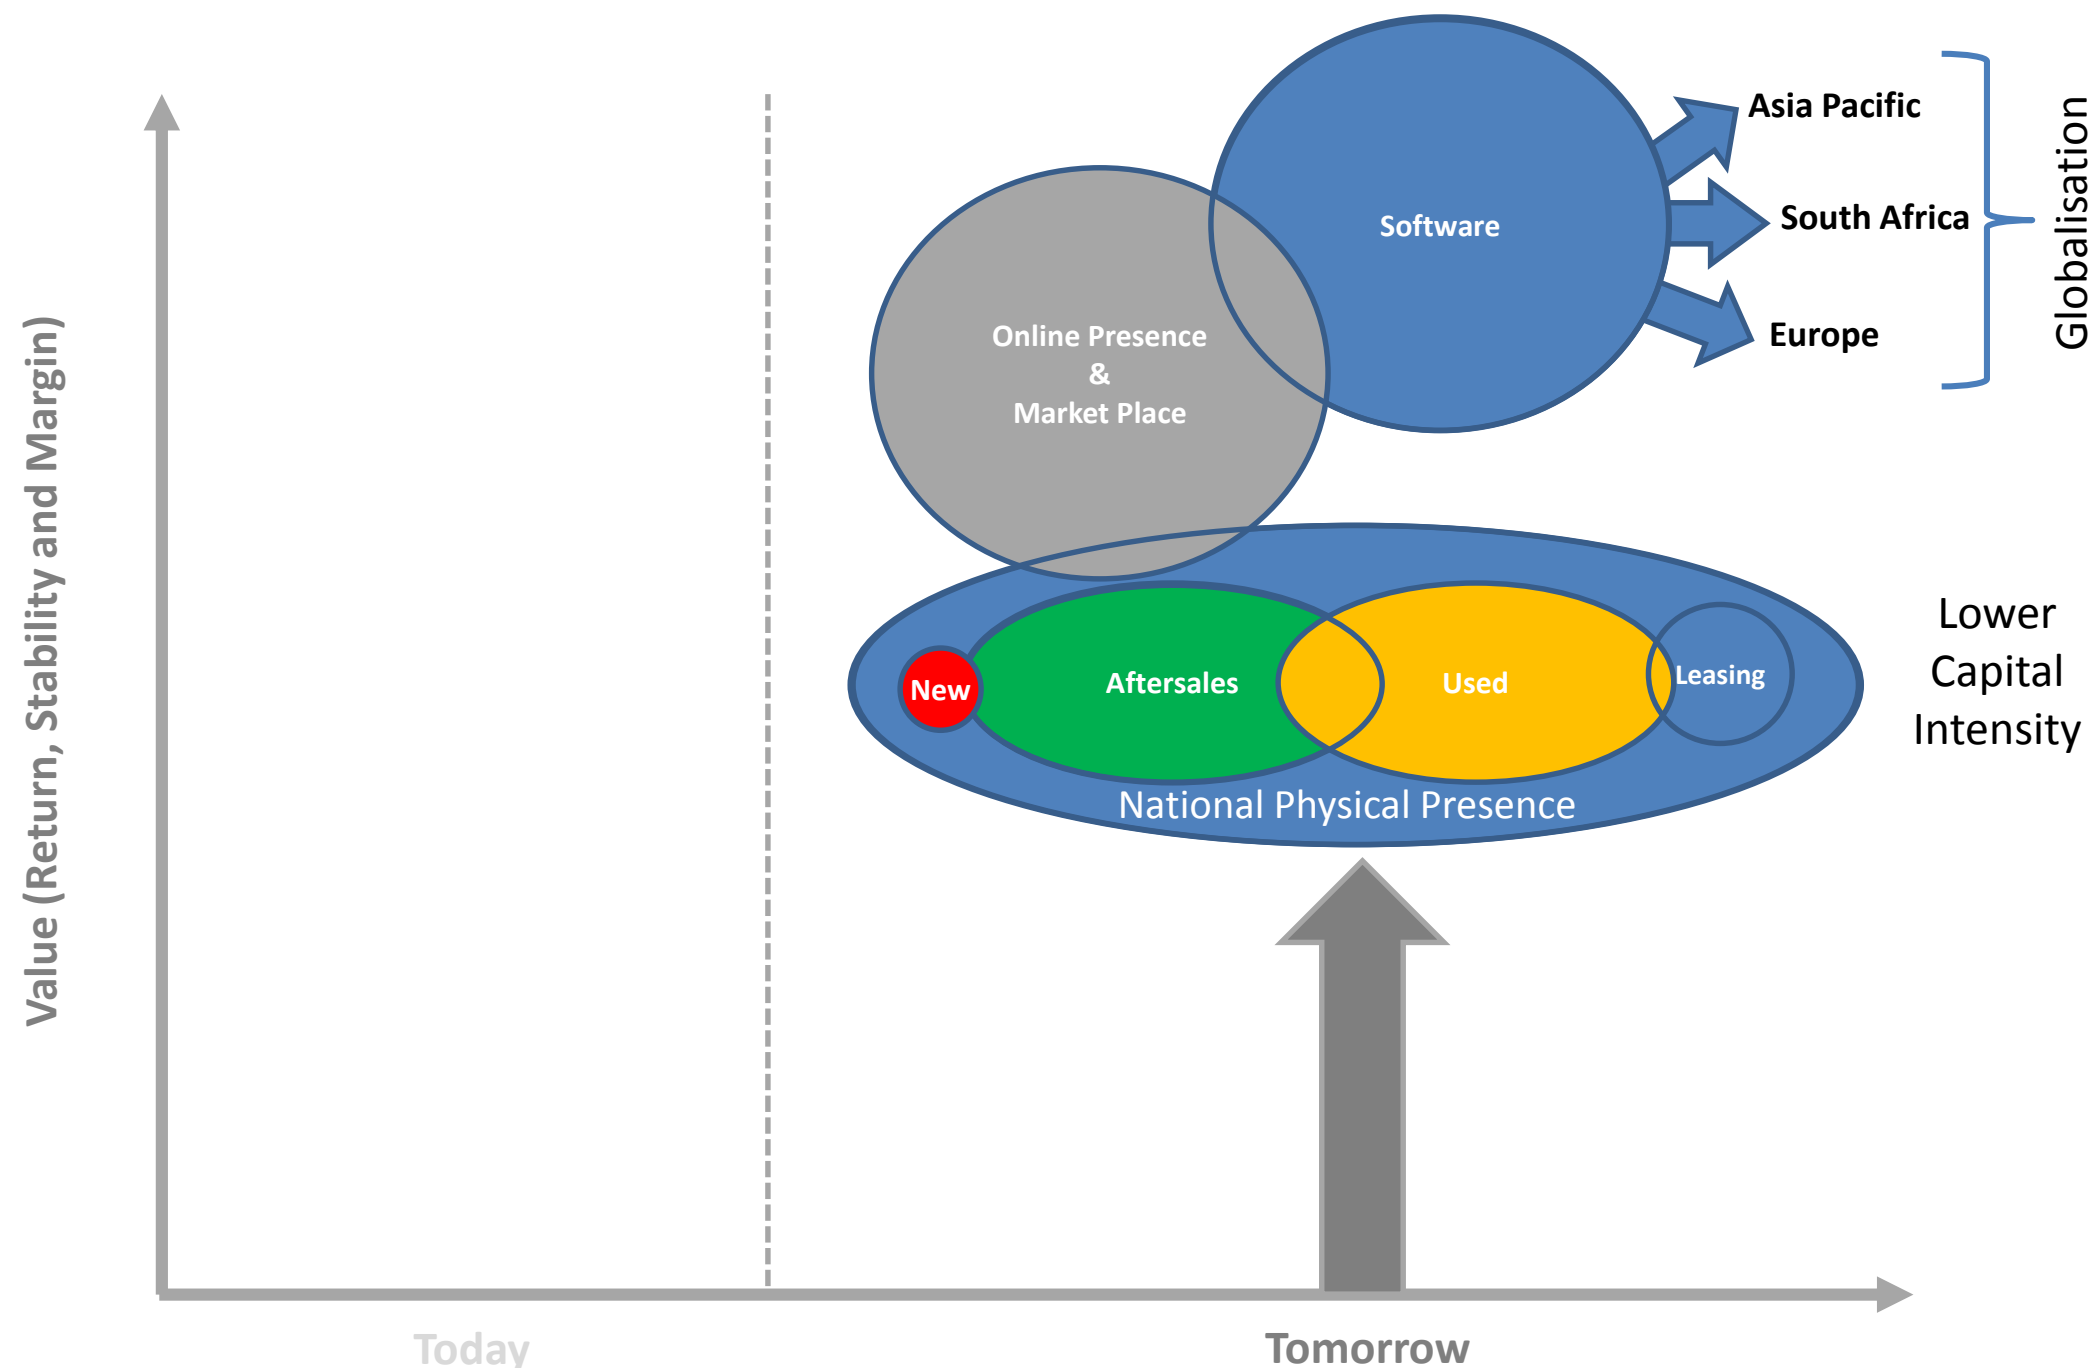 Value (Return, Stability and Margin)
Asia Pacific
South Africa
Europe
Globalisation
Software
Online Presence
&
Market Place
New
Aftersales
Used
Leasing
National Physical Presence
Lower
Capital
Intensity
Today
Tomorrow